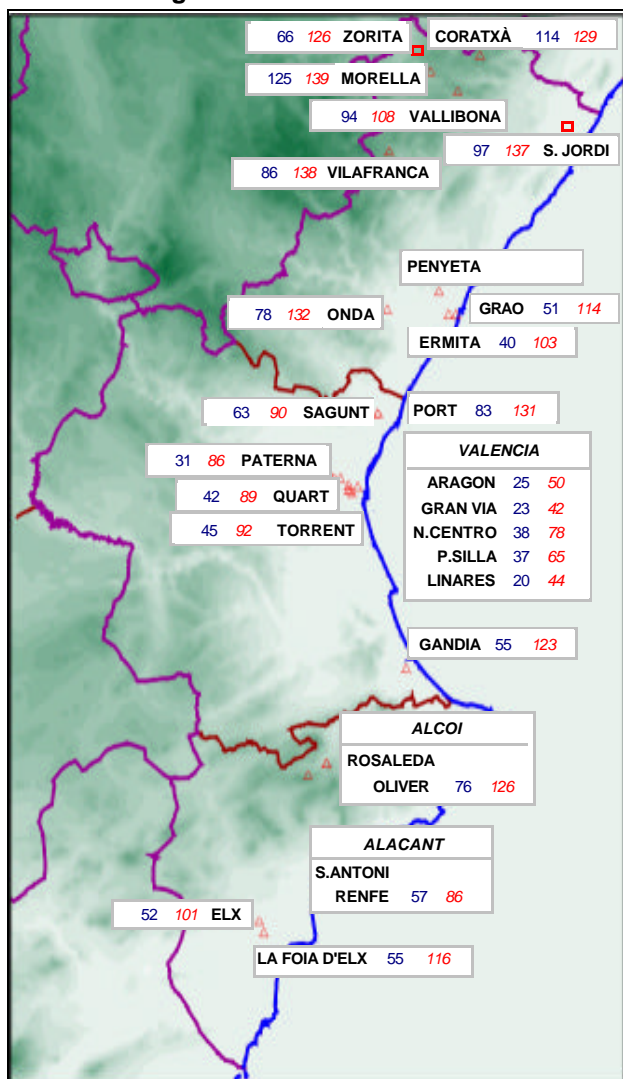 66 126 ZORITA
CORATXÀ 114 129
125 139 MORELLA
94 108 VALLIBONA
97 137 S. JORDI
86 138 VILAFRANCA
PENYETA
78 132 ONDA
GRAO 51 114
ERMITA 40 103
63 90 SAGUNT
PORT 83 131
VALENCIA
ARAGON 25 50
GRAN VIA 23 42
N.CENTRO 38 78
P.SILLA 37 65
LINARES 20 44
31 86 PATERNA
42 89 QUART
45 92 TORRENT
GANDIA 55 123
ALCOI
ROSALEDA
OLIVER 76 126
ALACANT
S.ANTONI
RENFE 57 86
52 101 ELX
LA FOIA D'ELX 55 116